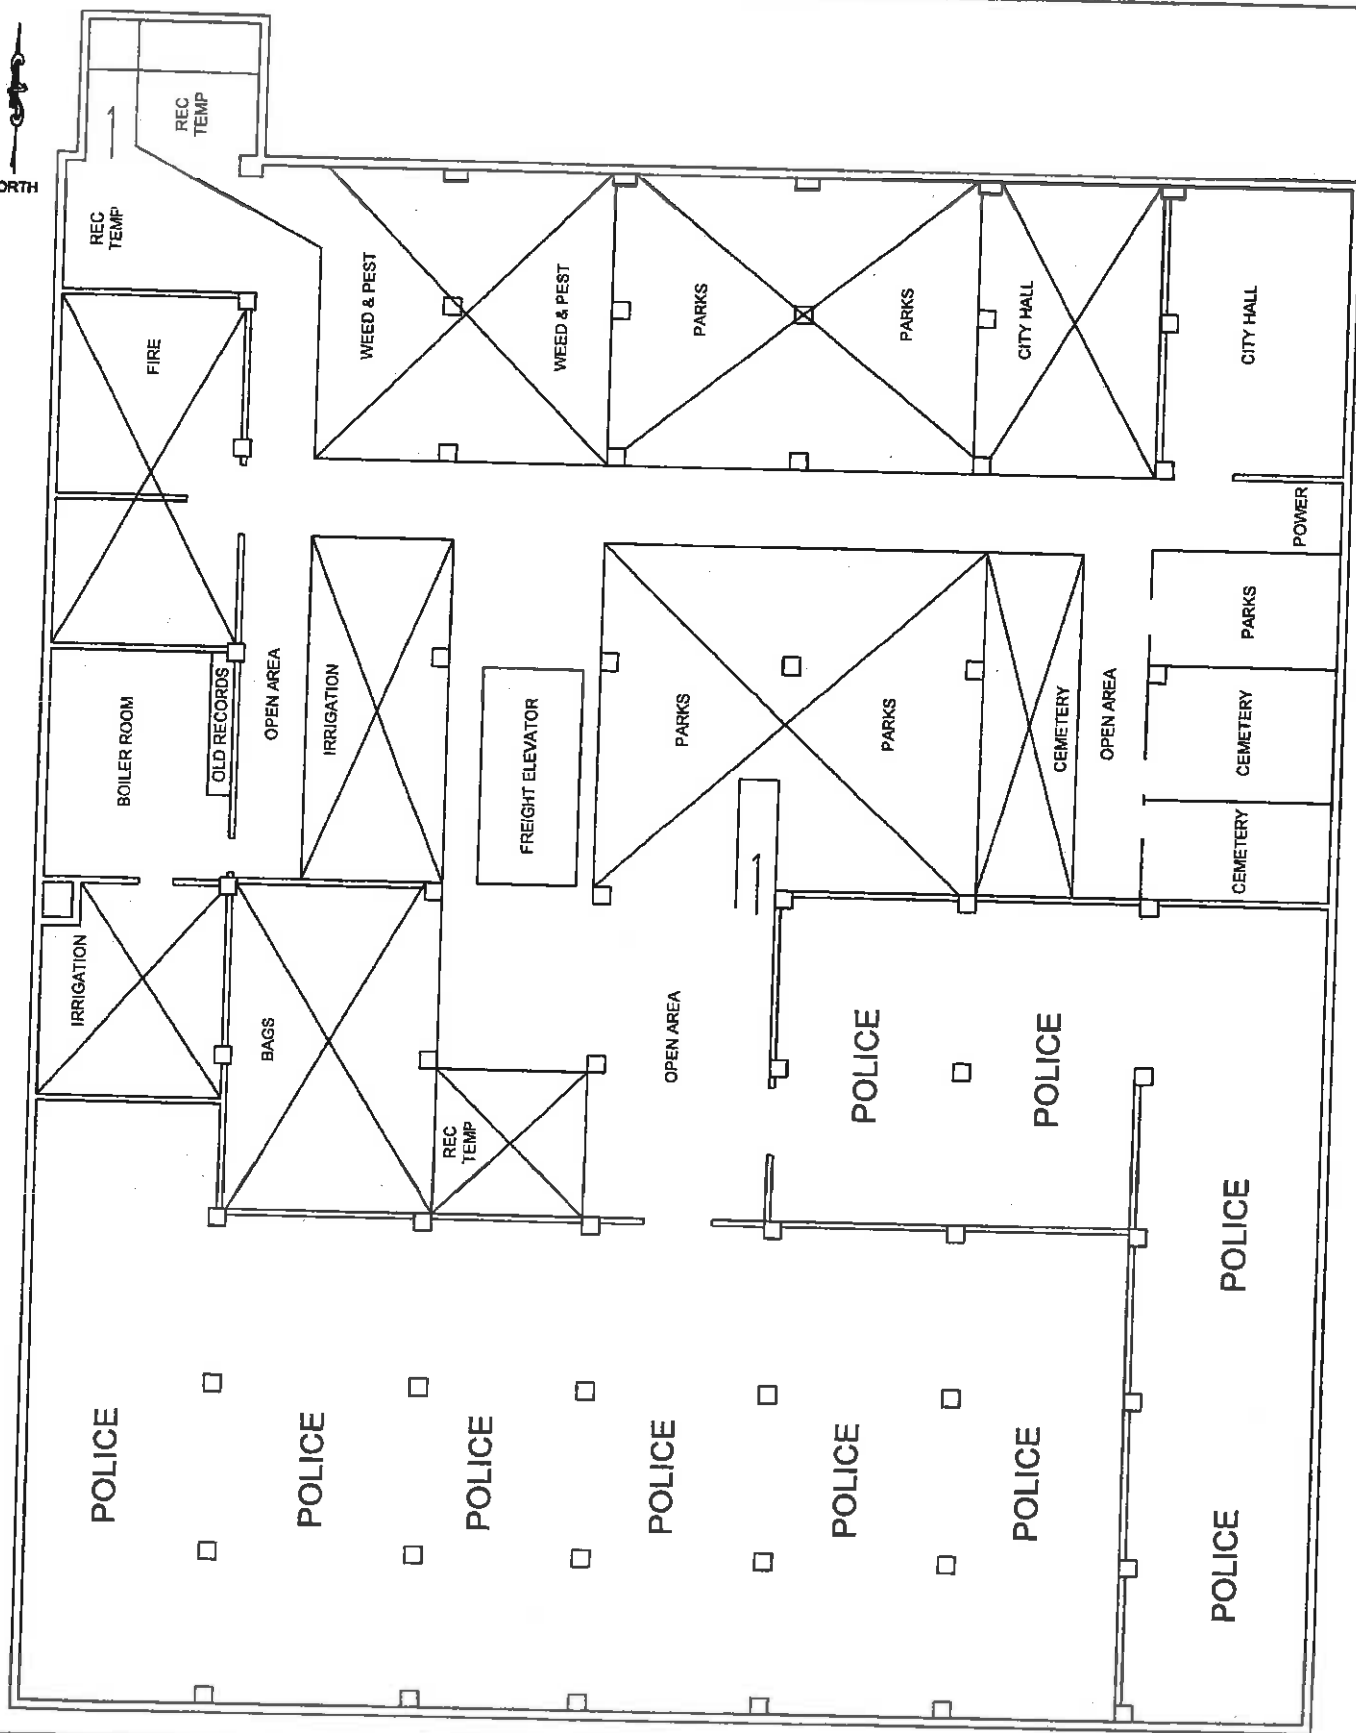 ORTH
REC
TEMP
REC
TEMP
FIRE
WEED & PEST
WEED & PEST
PARKS
PARKS
CITY HALL
CITY HALL
BOILER ROOM
OLD RECORDS
OPEN AREA
IRRIGATION
FREIGHT ELEVATOR
PARKS
PARKS
CEMETERY
OPEN AREA
POWER
PARKS
CEMETERY
CEMETERY
IRRIGATION
BAGS
REC
TEMP
OPEN AREA
POLICE
POLICE
POLICE
POLICE
POLICE
POLICE
POLICE
POLICE
POLICE
POLICE